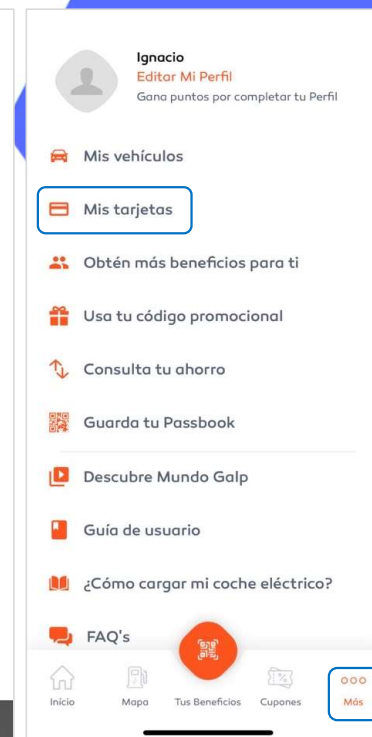 Ignacio
Editar Mi Perfil
Gana puntos por completar tu Perfil
Mis vehículos
Mis tarjetas
Obtén más beneficios para ti
Usa tu código promocional
Consulta tu ahorro
Guarda tu Passbook
Descubre Mundo Galp
Guía de usuario
¿Cómo cargar mi coche eléctrico?
FAQ's
Inicio Mapa Tus Beneficios Cupones Más